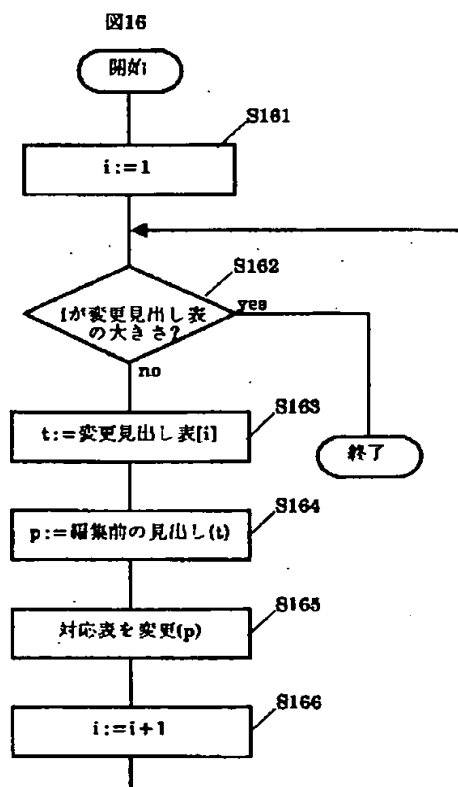 図16
開始
S161
i:=1
S162
iが変更見出し表
の大きさ?
yes
no
S163
t:=変更見出し表[i]
終了
S164
p:=編集前の見出し(t)
S165
対応表を変更(p)
S166
i:=i+1